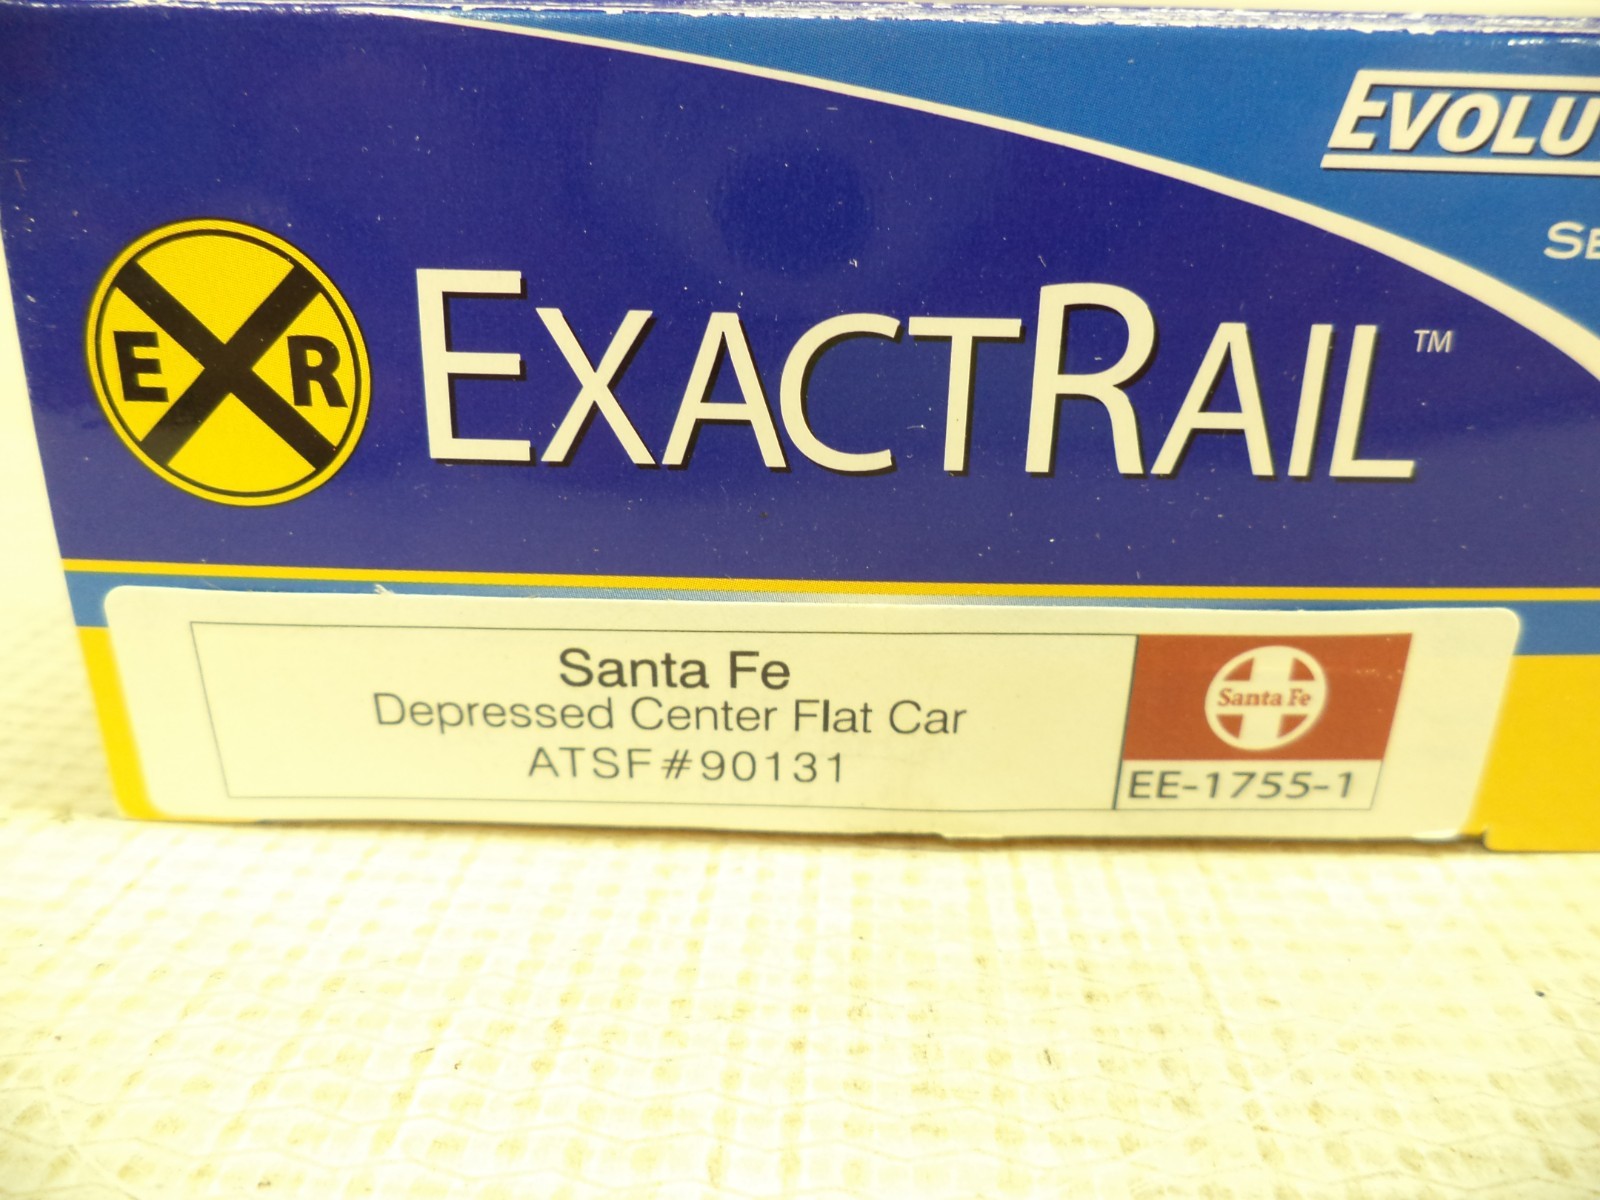 EVOLU
SE
E R
EXACTRAIL™
Santa Fe
Depressed Center Flat Car
ATSF#90131
Santa Fe
EE-1755-1